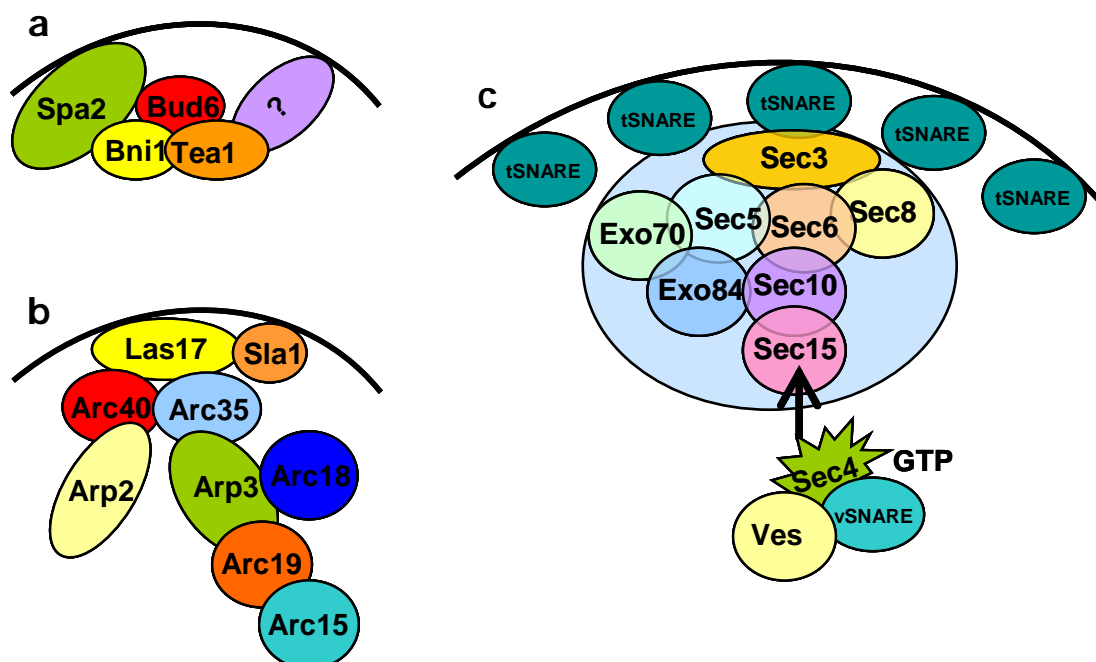 a
Spa2
Bud6
?
Bni1
Tea1
b
Las17
Sla1
Arc40
Arc35
Arp2
Arp3
Arc18
Arc19
Arc15
c
tSNARE
tSNARE
tSNARE
tSNARE
tSNARE
Sec3
Exo70
Sec5
Sec6
Sec8
Exo84
Sec10
Sec15
Sec4
GTP
Ves
vSNARE